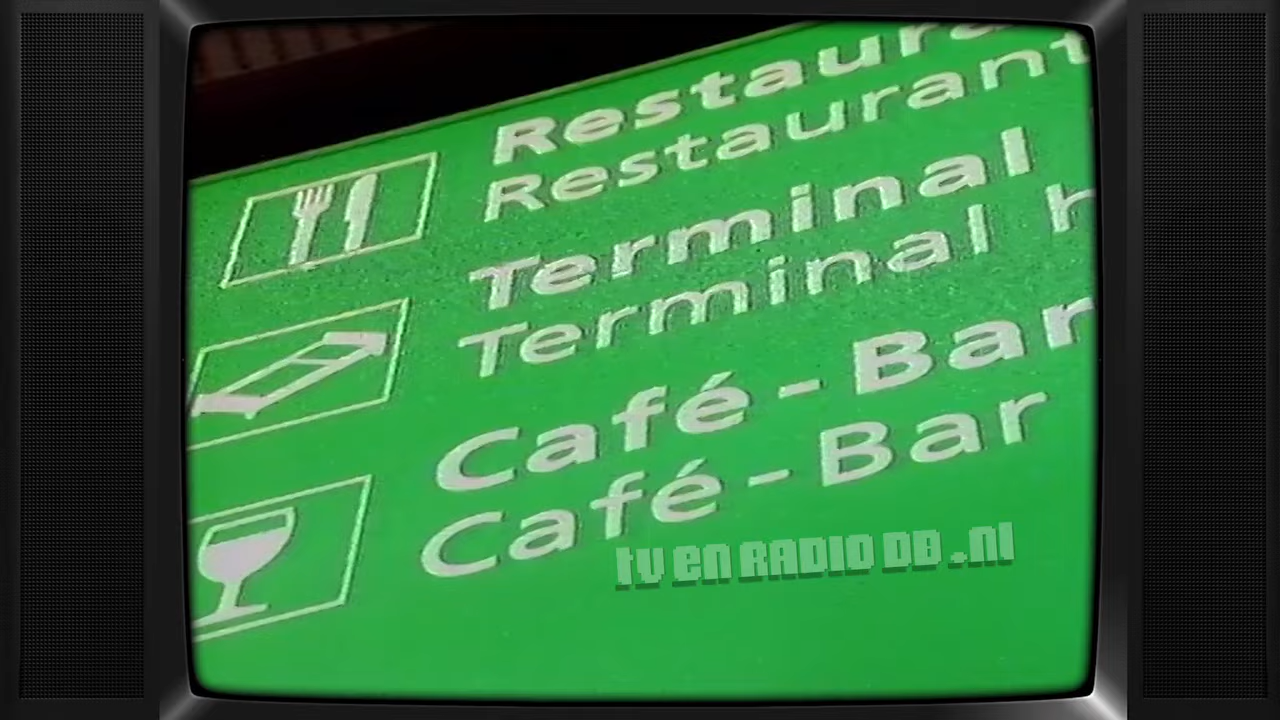 Restaurant
Terminal
Terminal
Café-Bar
Café-Bar
tv en RADIO DB .nl